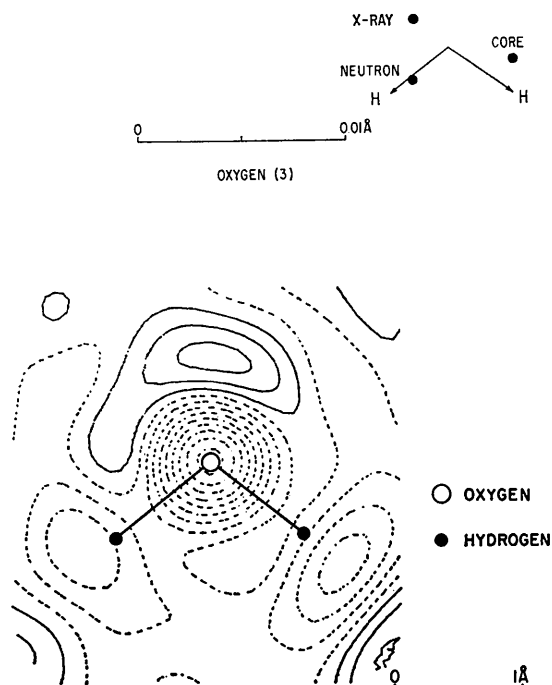 X-RAY
CORE
NEUTRON
H
H
0 0.01Å
OXYGEN (3)
OXYGEN
HYDROGEN
0 1Å